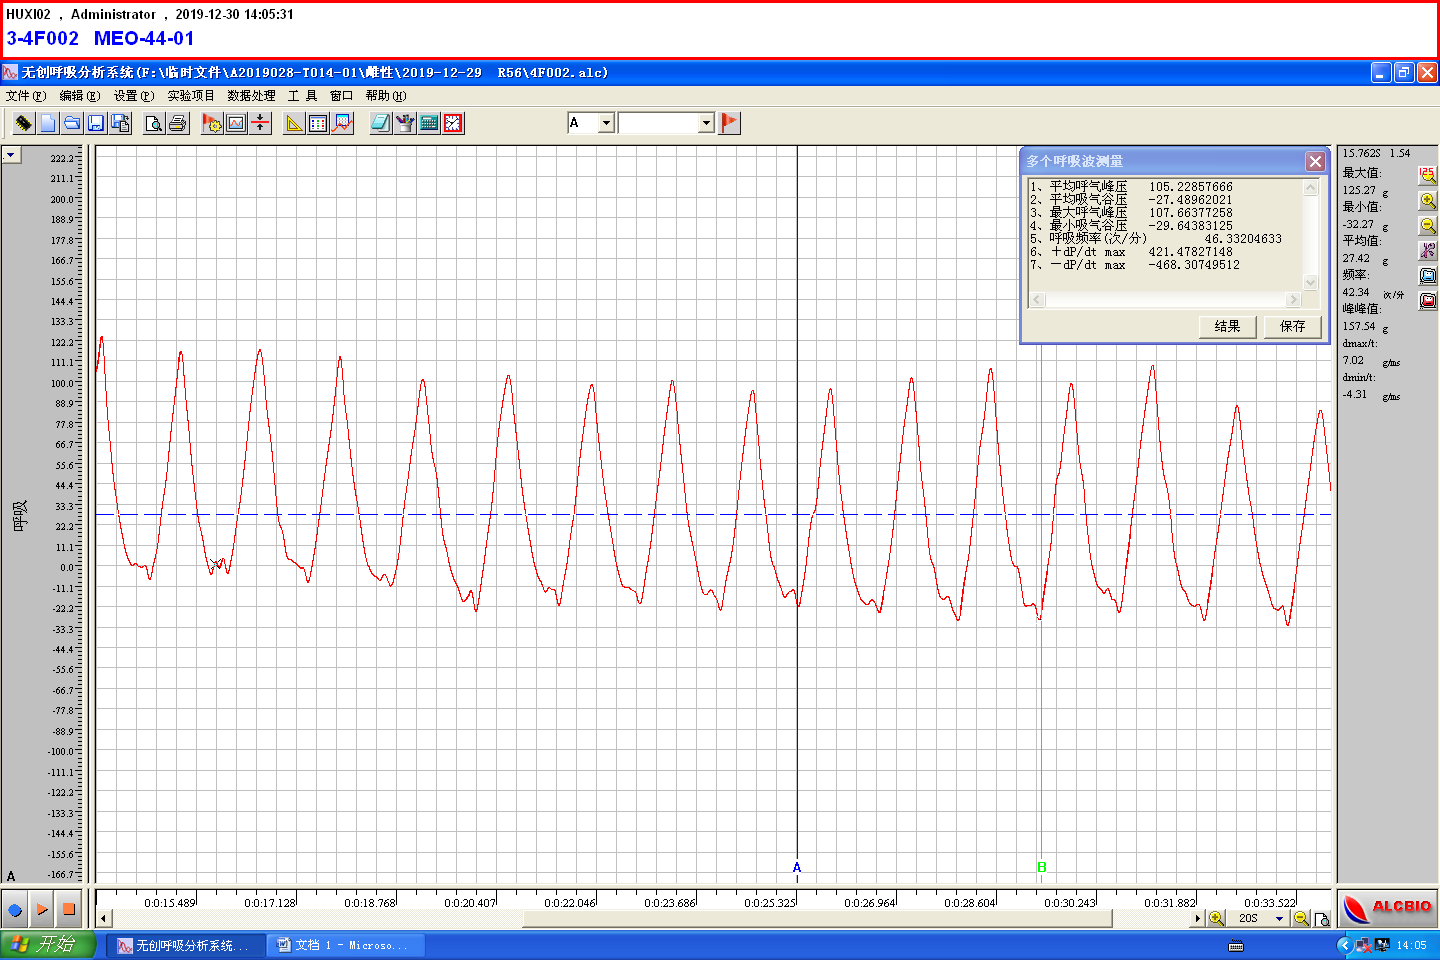 HUXI02 , Administrator , 2019-12-30 14:05:31
3-4F002 MEO-44-01
无创呼吸分析系统(F:\临时文件\A2019028-T014-01\雌性\2019-12-29 R56\4F002.alc)
文件(F) 编辑(E) 设置(P) 实验项目 数据处理 工具 窗口 帮助(H)
A
222.2
211.1
200.0
188.9
177.8
166.7
155.6
144.4
133.3
122.2
111.1
100.0
88.9
77.8
66.7
55.6
44.4
33.3
22.2
11.1
0.0
-11.1
-22.2
-33.3
-44.4
-55.6
-66.7
-77.8
-88.9
-100.0
-111.1
-122.2
-133.3
-144.4
-155.6
-166.7
呼吸
A
多个呼吸波测量
1、平均呼气峰压 105.22857666
2、平均吸气谷压 -27.48962021
3、最大呼气峰压 107.66377258
4、最小吸气谷压 -29.64383125
5、呼吸频率(次/分) 46.33204633
6、＋dP/dt max 421.47827148
7、－dP/dt max -468.30749512
结果 保存
15.762S 1.54
最大值:
125.27 g
最小值:
-32.27 g
平均值:
27.42 g
频率:
42.34 次/分
峰峰值:
157.54 g
dmax/t:
7.02 g/ms
dmin/t:
-4.31 g/ms
125
A B
0:0:15.489 0:0:17.128 0:0:18.768 0:0:20.407 0:0:22.046 0:0:23.686 0:0:25.325 0:0:26.964 0:0:28.604 0:0:30.243 0:0:31.882 0:0:33.522
20S
ALCBIO
开始 无创呼吸分析系统... 文档 1 - Microso... 14:05